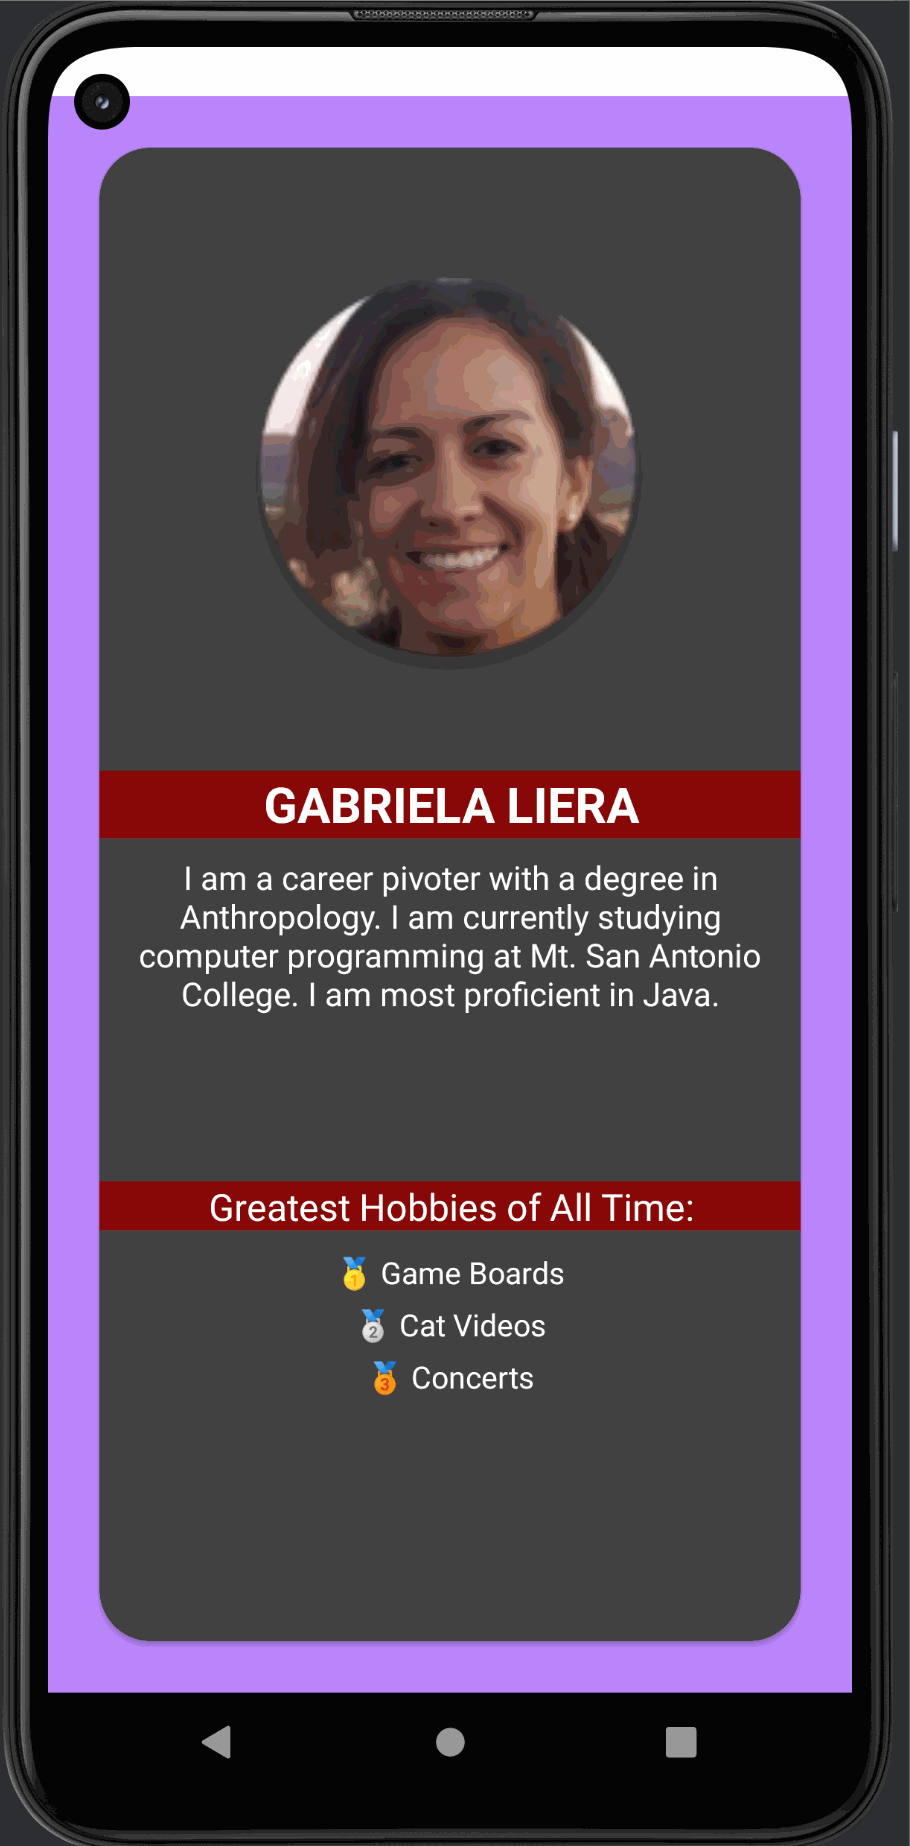 GABRIELA LIERA
I am a career pivoter with a degree in
Anthropology. I am currently studying
computer programming at Mt. San Antonio
College. I am most proficient in Java.
Greatest Hobbies of All Time:
🥇 Game Boards
🥈 Cat Videos
🥉 Concerts